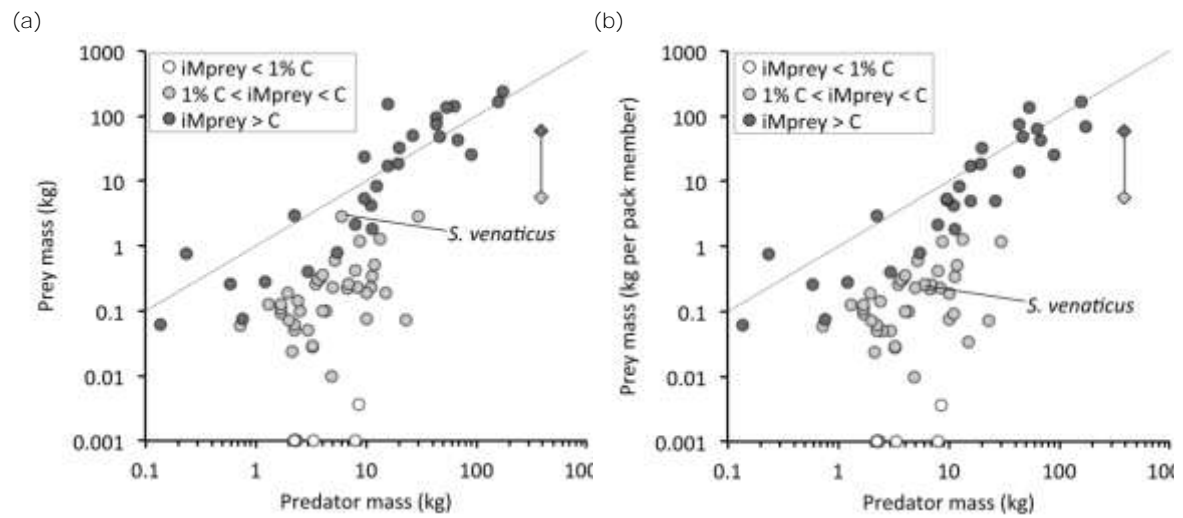 (a)
1000
100
10
1
0.1
0.01
0.001
Prey mass (kg)
iMprey < 1% C
1% C < iMprey < C
iMprey > C
S. venaticus
0.1
1
10
100
100
Predator mass (kg)
(b)
1000
100
10
1
0.1
0.01
0.001
Prey mass (kg per pack member)
iMprey < 1% C
1% C < iMprey < C
iMprey > C
S. venaticus
0.1
1
10
100
100
Predator mass (kg)